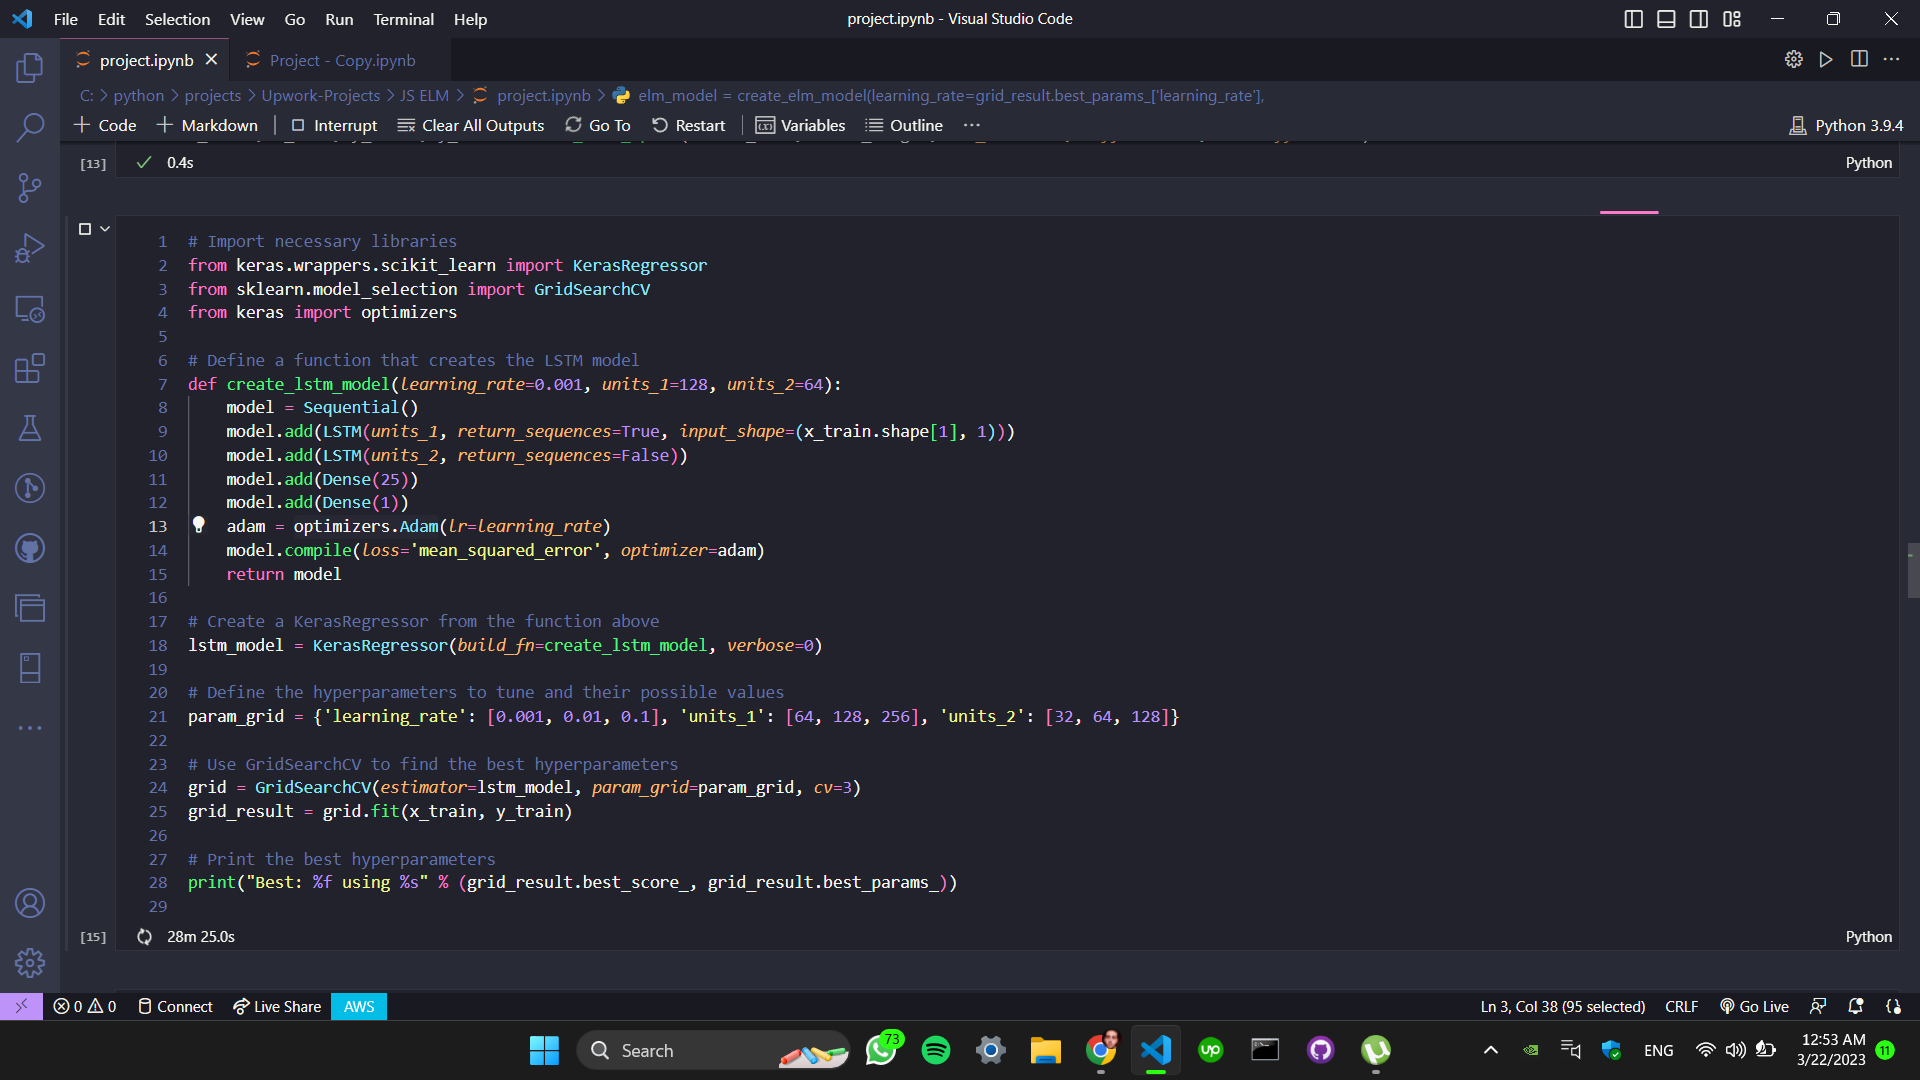 File Edit Selection View Go Run Terminal Help
project.ipynb - Visual Studio Code
project.ipynb
Project - Copy.ipynb
C: > python > projects > Upwork-Projects > JS ELM > project.ipynb > elm_model = create_elm_model(learning_rate=grid_result.best_params_['learning_rate'],
+ Code + Markdown Interrupt Clear All Outputs Go To Restart Variables Outline ...
Python 3.9.4
[13] 0.4s
Python
1 # Import necessary libraries
2 from keras.wrappers.scikit_learn import KerasRegressor
3 from sklearn.model_selection import GridSearchCV
4 from keras import optimizers
5
6 # Define a function that creates the LSTM model
7 def create_lstm_model(learning_rate=0.001, units_1=128, units_2=64):
8 model = Sequential()
9 model.add(LSTM(units_1, return_sequences=True, input_shape=(x_train.shape[1], 1)))
10 model.add(LSTM(units_2, return_sequences=False))
11 model.add(Dense(25))
12 model.add(Dense(1))
13 adam = optimizers.Adam(lr=learning_rate)
14 model.compile(loss='mean_squared_error', optimizer=adam)
15 return model
16
17 # Create a KerasRegressor from the function above
18 lstm_model = KerasRegressor(build_fn=create_lstm_model, verbose=0)
19
20 # Define the hyperparameters to tune and their possible values
21 param_grid = {'learning_rate': [0.001, 0.01, 0.1], 'units_1': [64, 128, 256], 'units_2': [32, 64, 128]}
22
23 # Use GridSearchCV to find the best hyperparameters
24 grid = GridSearchCV(estimator=lstm_model, param_grid=param_grid, cv=3)
25 grid_result = grid.fit(x_train, y_train)
26
27 # Print the best hyperparameters
28 print("Best: %f using %s" % (grid_result.best_score_, grid_result.best_params_))
29
[15] 28m 25.0s
Python
0 0 Connect Live Share AWS
Ln 3, Col 38 (95 selected) CRLF Go Live
Search
73
up
ENG
12:53 AM
3/22/2023
11